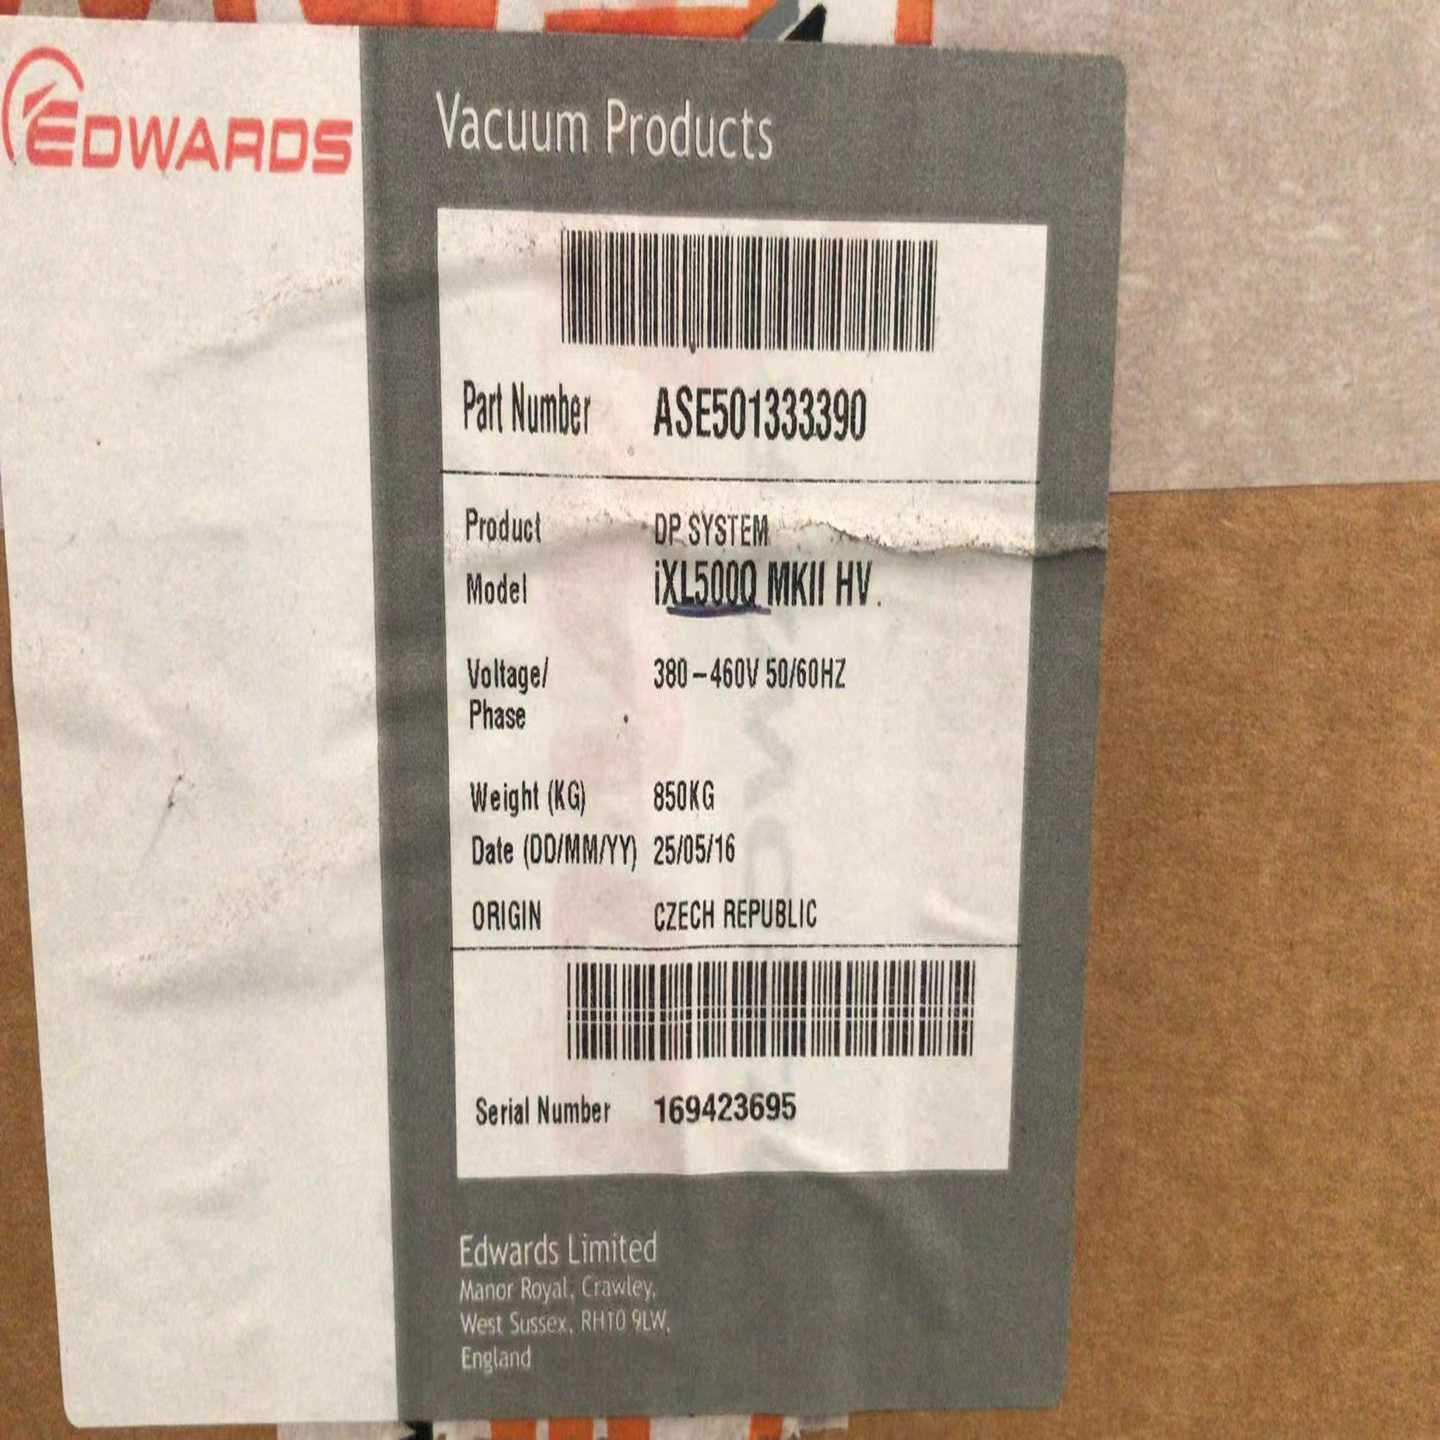 EDWARDS
Vacuum Products
Part Number ASE501333390
Product DP SYSTEM
Model iXL500Q MKII HV
Voltage/ 380-460V 50/60HZ
Phase
Weight (KG) 850KG
Date (DD/MM/YY) 25/05/16
ORIGIN CZECH REPUBLIC
Serial Number 169423695
Edwards Limited
Manor Royal, Crawley,
West Sussex, RH10 9LW,
England